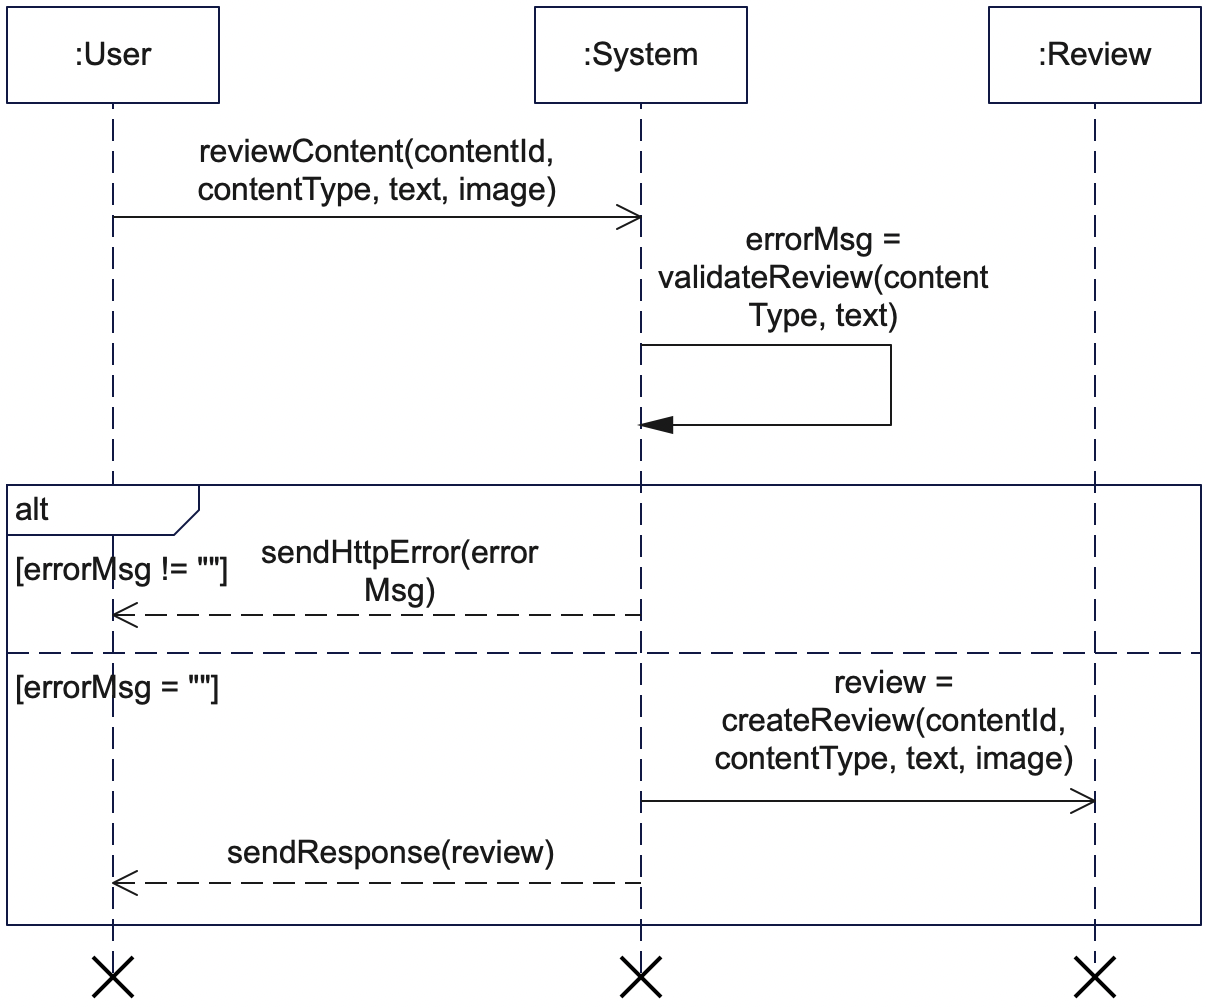 :User
:System
:Review
reviewContent(contentId,
contentType, text, image)
errorMsg =
validateReview(content
Type, text)
alt
[errorMsg != ""]
sendHttpError(error
Msg)
[errorMsg = ""]
review =
createReview(contentId,
contentType, text, image)
sendResponse(review)